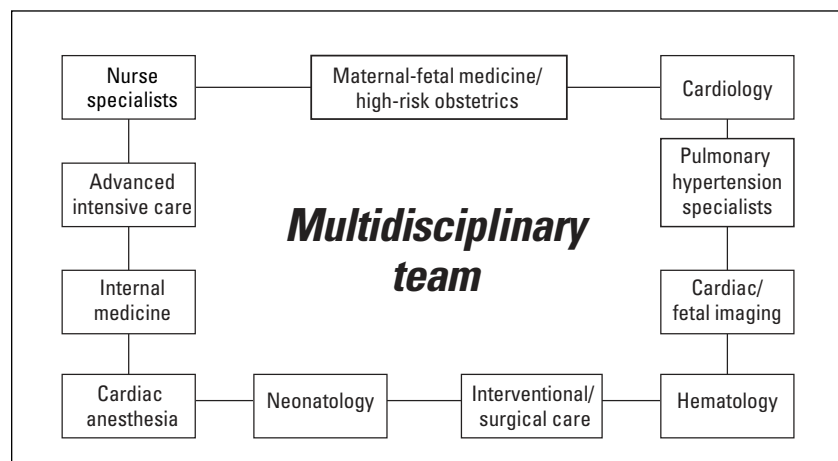 Nurse
specialists
Maternal-fetal medicine/
high-risk obstetrics
Cardiology
Advanced
intensive care
Pulmonary
hypertension
specialists
Multidisciplinary
team
Internal
medicine
Cardiac/
fetal imaging
Cardiac
anesthesia
Neonatology
Interventional/
surgical care
Hematology